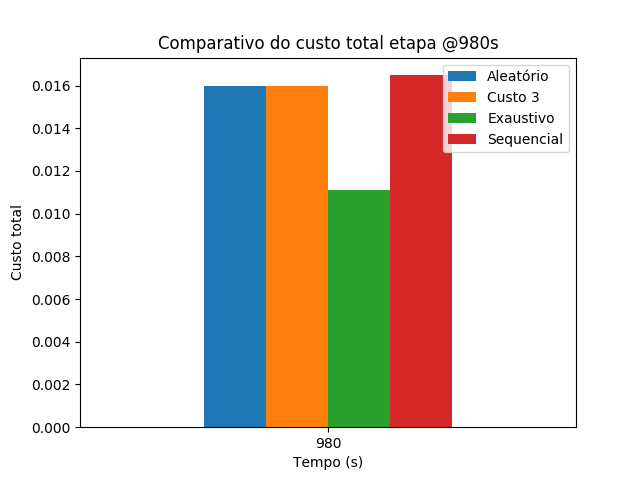 Comparativo do custo total etapa @980s
Aleatório
Custo 3
Exaustivo
Sequencial
Custo total
0.016
0.014
0.012
0.010
0.008
0.006
0.004
0.002
0.000
980
Tempo (s)